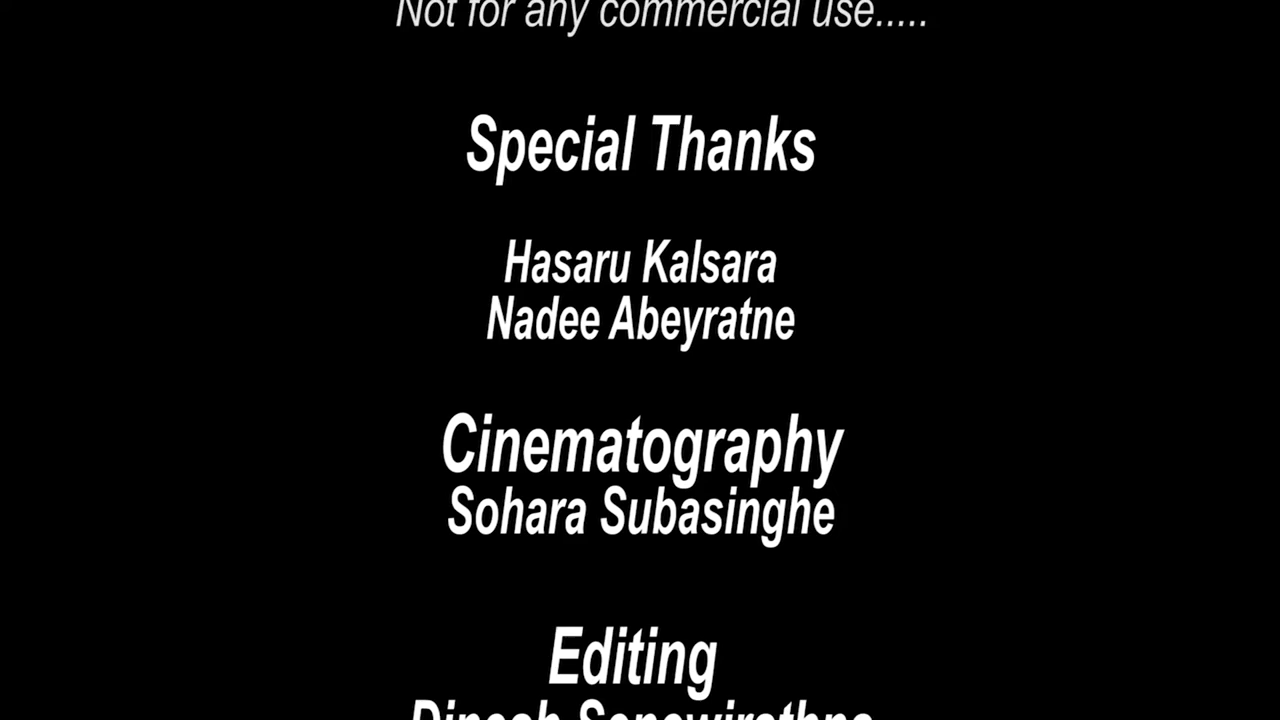 Not for any commercial use.....
Special Thanks
Hasaru Kalsara
Nadee Abeyratne
Cinematography
Sohara Subasinghe
Editing